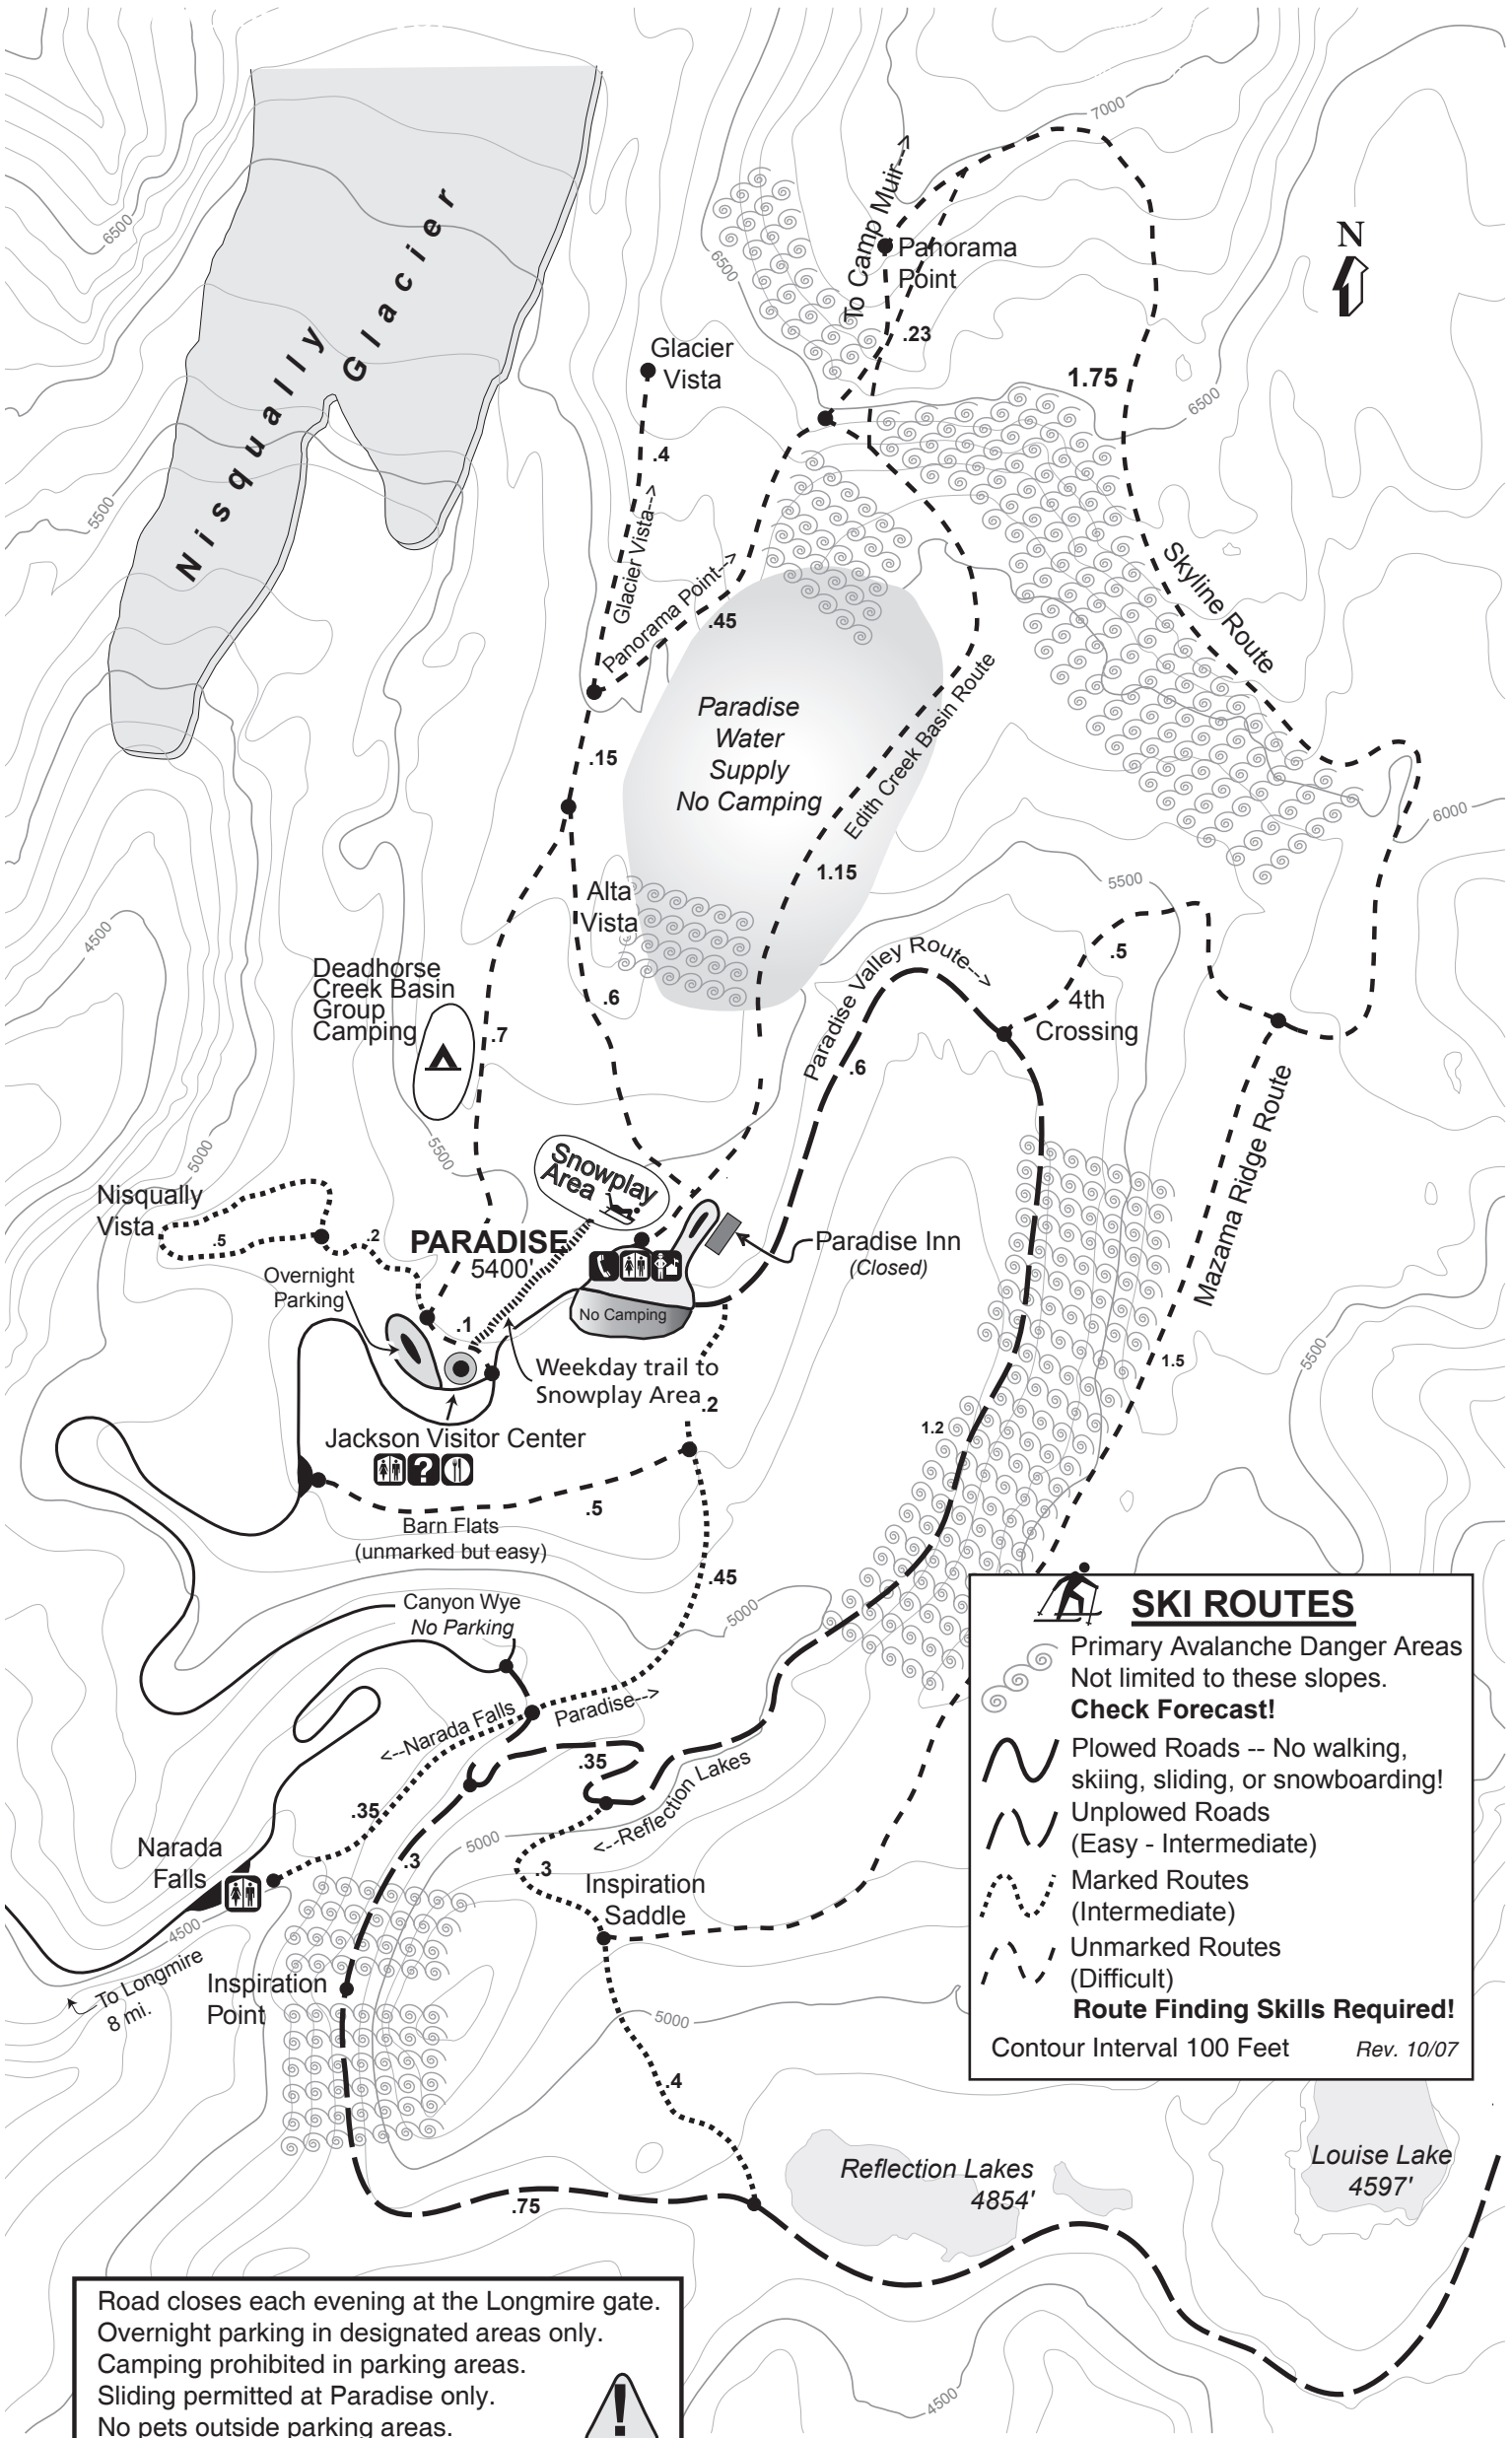 7000
6500
Nisqually
Glacier
To Camp Muir-->
Panorama
Point
N
6500
.23
Glacier
Vista
1.75
6500
.4
5500
Glacier Vista-->
Panorama Point-->
.45
Skyline Route
Paradise
Water
Supply
No Camping
.15
Edith Creek Basin Route
6000
1.15
5500
Alta
Vista
4500
Paradise Valley Route-->
.5
Deadhorse
Creek Basin
Group
Camping
.6
4th
Crossing
.7
.6
5500
5000
Snowplay
Area
Mazama Ridge Route
Nisqually
Vista
.5
.2
PARADISE
5400'
Paradise Inn
(Closed)
Overnight
Parking
No Camping
.1
5500
1.5
Weekday trail to
Snowplay Area
.2
1.2
Jackson Visitor Center
?
.5
Barn Flats
(unmarked but easy)
.45
Canyon Wye
No Parking
5000
<--Narada Falls
Paradise-->
.35
<--Reflection Lakes
.35
5000
Narada
Falls
.3
.3
Inspiration
Saddle
4500
To Longmire
8 mi.
Inspiration
Point
5000
.4
SKI ROUTES
Primary Avalanche Danger Areas
Not limited to these slopes.
Check Forecast!
Plowed Roads -- No walking,
skiing, sliding, or snowboarding!
Unplowed Roads
(Easy - Intermediate)
Marked Routes
(Intermediate)
Unmarked Routes
(Difficult)
Route Finding Skills Required!
Contour Interval 100 Feet
Rev. 10/07
Reflection Lakes
4854'
Louise Lake
4597'
.75
4500
Road closes each evening at the Longmire gate.
Overnight parking in designated areas only.
Camping prohibited in parking areas.
Sliding permitted at Paradise only.
No pets outside parking areas.
!